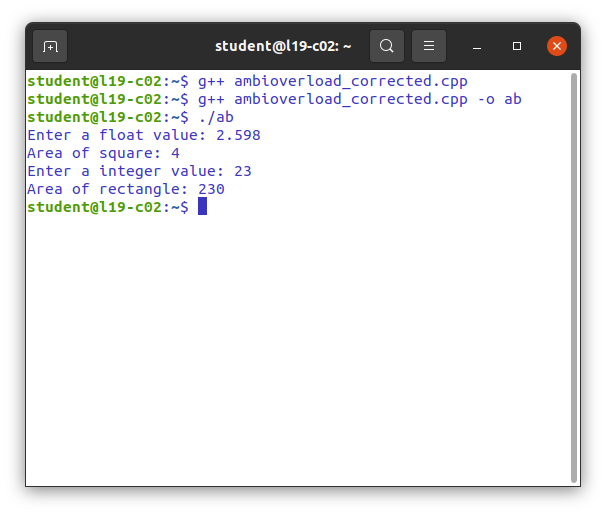 student@l19-c02: ~
student@l19-c02:~$ g++ ambioverload_corrected.cpp
student@l19-c02:~$ g++ ambioverload_corrected.cpp -o ab
student@l19-c02:~$ ./ab
Enter a float value: 2.598
Area of square: 4
Enter a integer value: 23
Area of rectangle: 230
student@l19-c02:~$